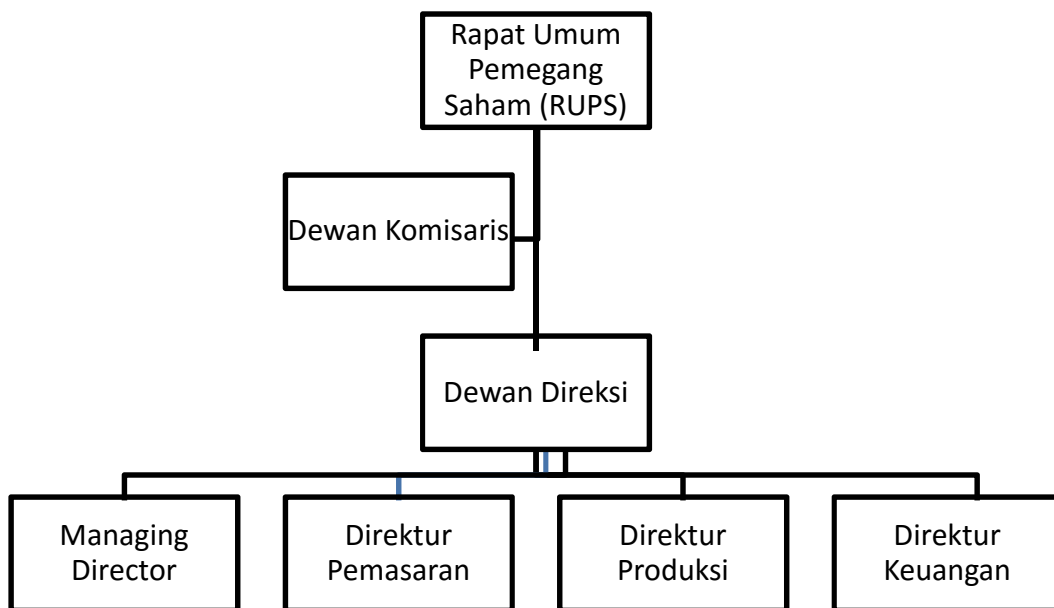 Rapat Umum
Pemegang
Saham (RUPS)
Dewan Komisaris
Dewan Direksi
Managing
Director
Direktur
Pemasaran
Direktur
Produksi
Direktur
Keuangan